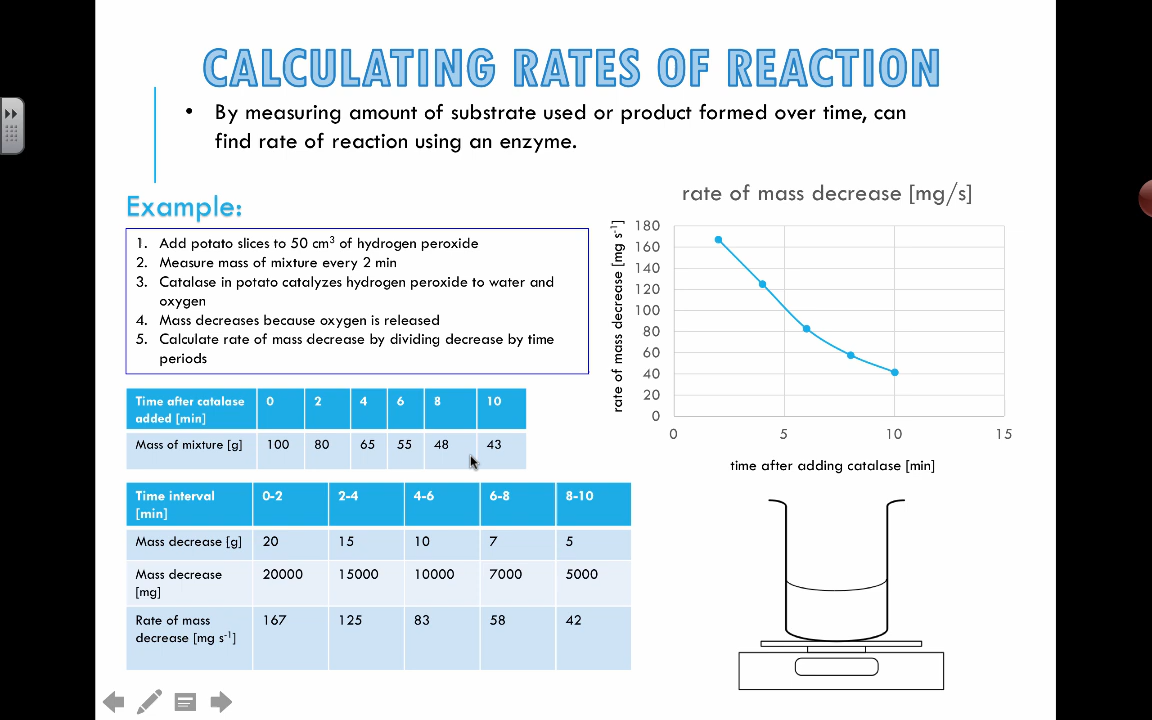 CALCULATING RATES OF REACTION
• By measuring amount of substrate used or product formed over time, can
find rate of reaction using an enzyme.
Example:
1. Add potato slices to 50 cm³ of hydrogen peroxide
2. Measure mass of mixture every 2 min
3. Catalase in potato catalyzes hydrogen peroxide to water and
oxygen
4. Mass decreases because oxygen is released
5. Calculate rate of mass decrease by dividing decrease by time
periods
Time after catalase 0 2 4 6 8 10
added [min]
Mass of mixture [g] 100 80 65 55 48 43
Time interval 0-2 2-4 4-6 6-8 8-10
[min]
Mass decrease [g] 20 15 10 7 5
Mass decrease 20000 15000 10000 7000 5000
[mg]
Rate of mass 167 125 83 58 42
decrease [mg s⁻¹]
rate of mass decrease [mg/s]
rate of mass decrease [mg s⁻¹]
180
160
140
120
100
80
60
40
20
0
0 5 10 15
time after adding catalase [min]